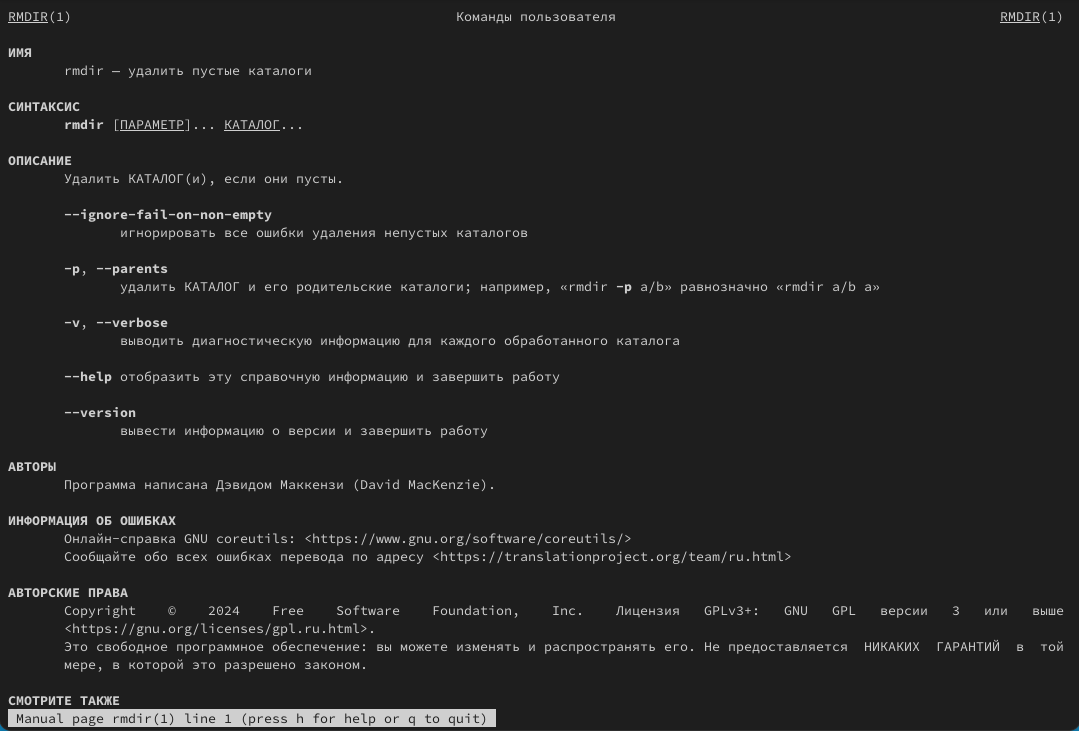 RMDIR(1) Команды пользователя RMDIR(1)
ИМЯ
rmdir — удалить пустые каталоги
СИНТАКСИС
rmdir [ПАРАМЕТР]... КАТАЛОГ...
ОПИСАНИЕ
Удалить КАТАЛОГ(и), если они пусты.
--ignore-fail-on-non-empty
игнорировать все ошибки удаления непустых каталогов
-p, --parents
удалить КАТАЛОГ и его родительские каталоги; например, «rmdir -p a/b» равнозначно «rmdir a/b a»
-v, --verbose
выводить диагностическую информацию для каждого обработанного каталога
--help отобразить эту справочную информацию и завершить работу
--version
вывести информацию о версии и завершить работу
АВТОРЫ
Программа написана Дэвидом Маккензи (David MacKenzie).
ИНФОРМАЦИЯ ОБ ОШИБКАХ
Онлайн-справка GNU coreutils: <https://www.gnu.org/software/coreutils/>
Сообщайте обо всех ошибках перевода по адресу <https://translationproject.org/team/ru.html>
АВТОРСКИЕ ПРАВА
Copyright © 2024 Free Software Foundation, Inc. Лицензия GPLv3+: GNU GPL версии 3 или выше
<https://gnu.org/licenses/gpl.ru.html>.
Это свободное программное обеспечение: вы можете изменять и распространять его. Не предоставляется НИКАКИХ ГАРАНТИЙ в той
мере, в которой это разрешено законом.
СМОТРИТЕ ТАКЖЕ
Manual page rmdir(1) line 1 (press h for help or q to quit)